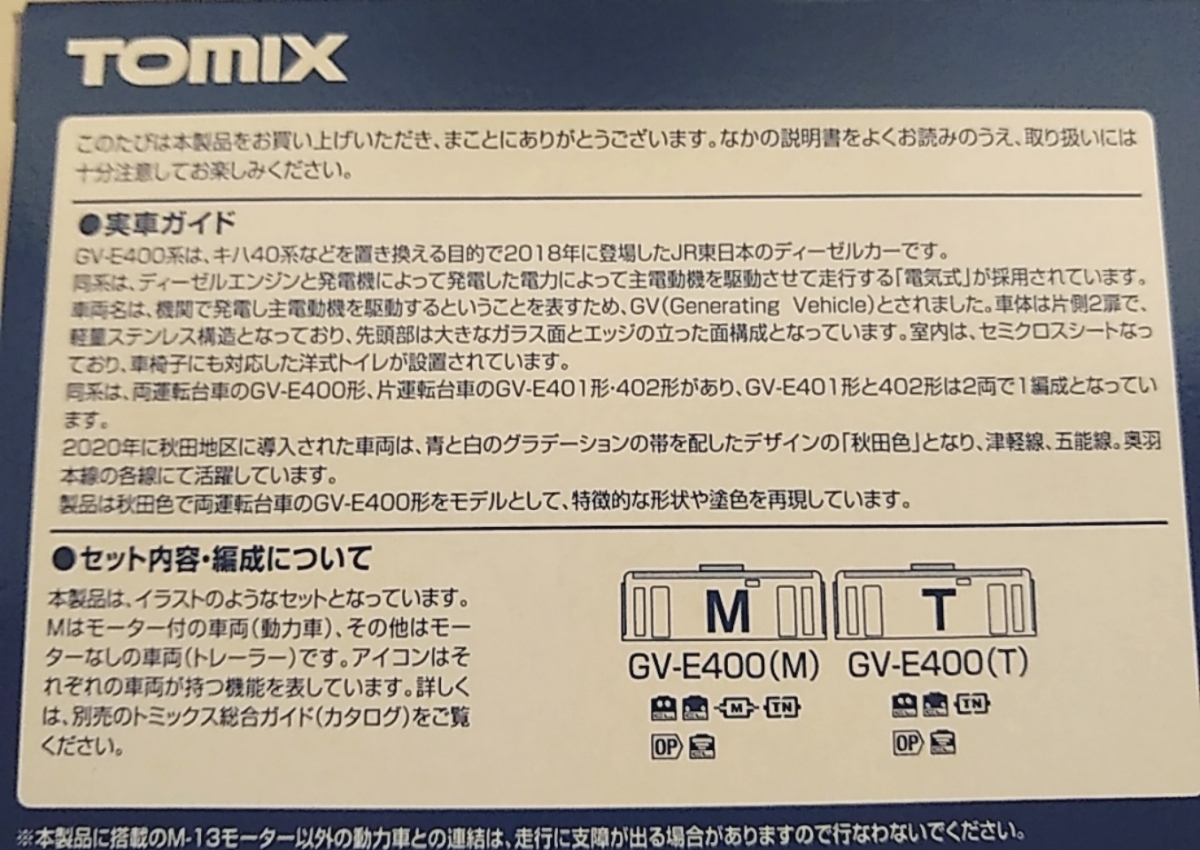 TOMIX
このたびは本製品をお買い上げいただき、まことにありがとうございます。なかの説明書をよくお読みのうえ、取り扱いには
十分注意してお楽しみください。
●実車ガイド
GV-E400系は、キハ40系などを置き換える目的で2018年に登場したJR東日本のディーゼルカーです。
同系は、ディーゼルエンジンと発電機によって発電した電力によって主電動機を駆動させて走行する「電気式」が採用されています。
車両名は、機関で発電し主電動機を駆動するということを表すため、GV(Generating Vehicle)とされました。車体は片側2扉で、
軽量ステンレス構造となっており、先頭部は大きなガラス面とエッジの立った面構成となっています。室内は、セミクロスシートなっ
ており、車椅子にも対応した洋式トイレが設置されています。
同系は、両運転台車のGV-E400形、片運転台車のGV-E401形・402形があり、GV-E401形と402形は2両で1編成となってい
ます。
2020年に秋田地区に導入された車両は、青と白のグラデーションの帯を配したデザインの「秋田色」となり、津軽線、五能線。奥羽
本線の各線にて活躍しています。
製品は秋田色で両運転台車のGV-E400形をモデルとして、特徴的な形状や塗色を再現しています。
●セット内容・編成について
本製品は、イラストのようなセットとなっています。
Mはモーター付の車両(動力車)、その他はモー
ターなしの車両(トレーラー)です。アイコンはそ
れぞれの車両が持つ機能を表しています。詳しく
は、別売のトミックス総合ガイド(カタログ)をご覧
ください。
M T
GV-E400(M) GV-E400(T)
M TN TN
OP OP
※本製品に搭載のM-13モーター以外の動力車との連結は、走行に支障が出る場合がありますので行なわないでください。